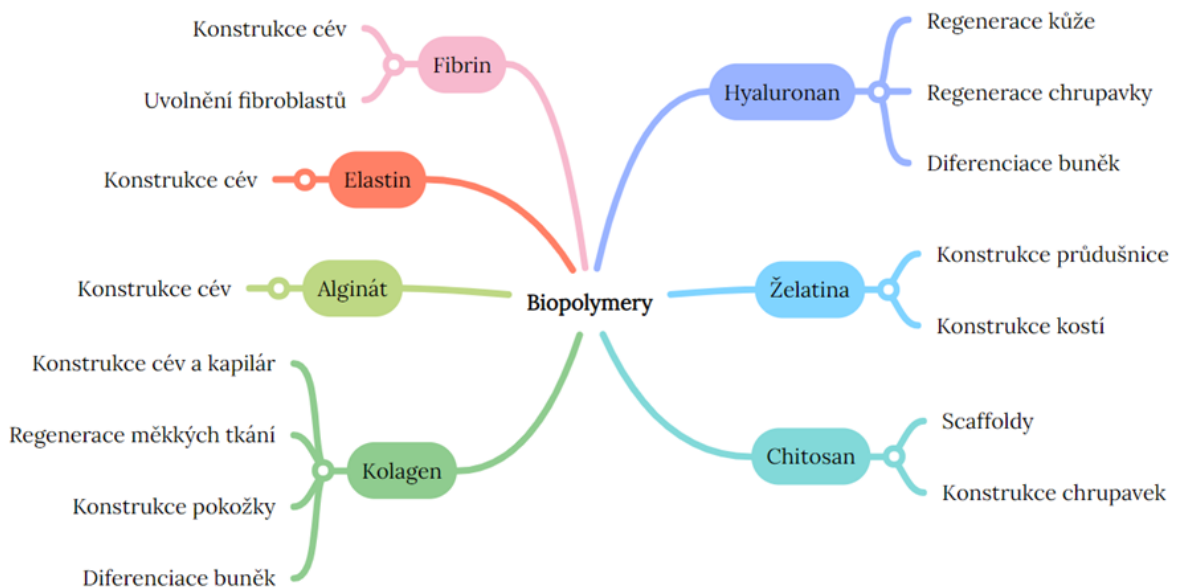 Konstrukce cév
Uvolnění fibroblastů
Fibrin
Konstrukce cév
Elastin
Konstrukce cév
Alginát
Konstrukce cév a kapilár
Regenerace měkkých tkání
Konstrukce pokožky
Diferenciace buněk
Kolagen
Biopolymery
Hyaluronan
Regenerace kůže
Regenerace chrupavky
Diferenciace buněk
Želatina
Konstrukce průdušnice
Konstrukce kostí
Chitosan
Scaffoldy
Konstrukce chrupavek